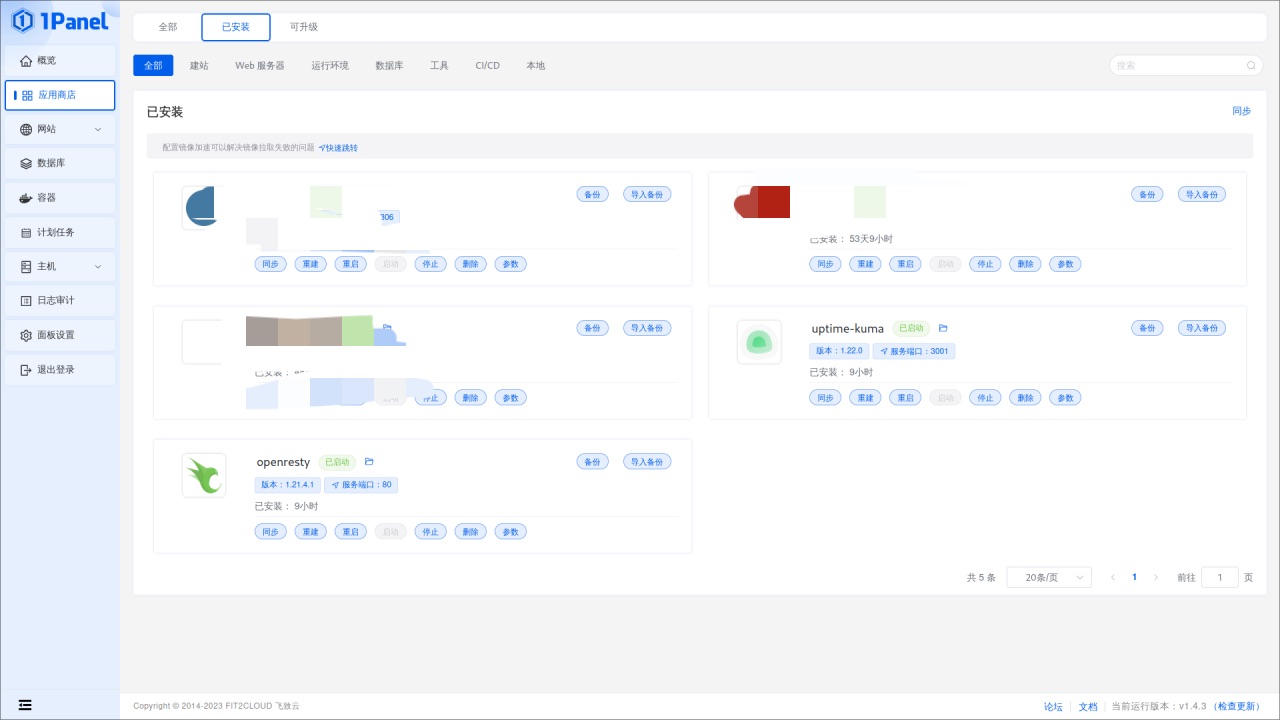 1Panel
概览
应用商店
网站
数据库
容器
计划任务
主机
日志审计
面板设置
退出登录
全部 已安装 可升级
全部 建站 Web 服务器 运行环境 数据库 工具 CI/CD 本地 搜索
已安装 同步
配置镜像加速可以解决镜像拉取失败的问题 快速跳转
备份 导入备份
306
同步 重建 重启 启动 停止 删除 参数
备份 导入备份
已安装： 53天9小时
同步 重建 重启 启动 停止 删除 参数
备份 导入备份
已安装：
停止 删除 参数
uptime-kuma 已启动 备份 导入备份
版本：1.22.0 服务端口：3001
已安装： 9小时
同步 重建 重启 启动 停止 删除 参数
openresty 已启动 备份 导入备份
版本：1.21.4.1 服务端口：80
已安装： 9小时
同步 重建 重启 启动 停止 删除 参数
共 5 条 20条/页 1 前往 1 页
Copyright © 2014-2023 FIT2CLOUD 飞致云 论坛 文档 当前运行版本：v1.4.3 （检查更新）